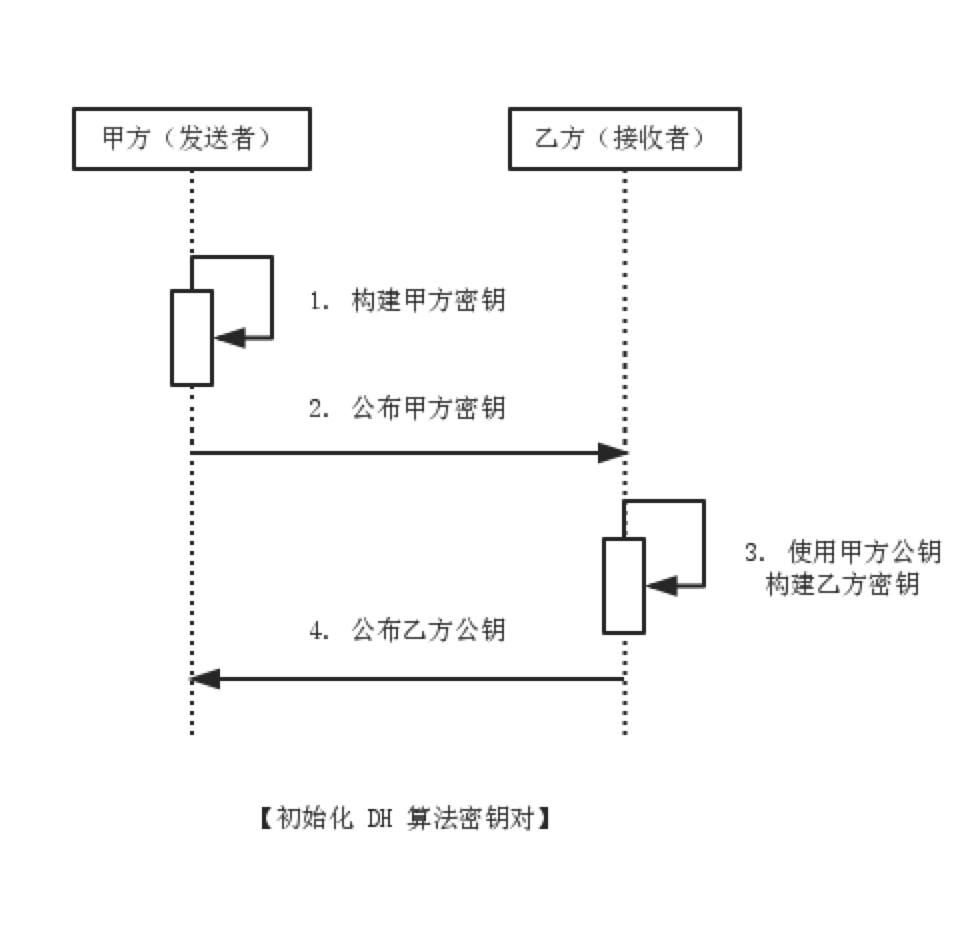 甲方（发送者）
乙方（接收者）
1. 构建甲方密钥
2. 公布甲方密钥
3. 使用甲方公钥
构建乙方密钥
4. 公布乙方公钥
【初始化 DH 算法密钥对】